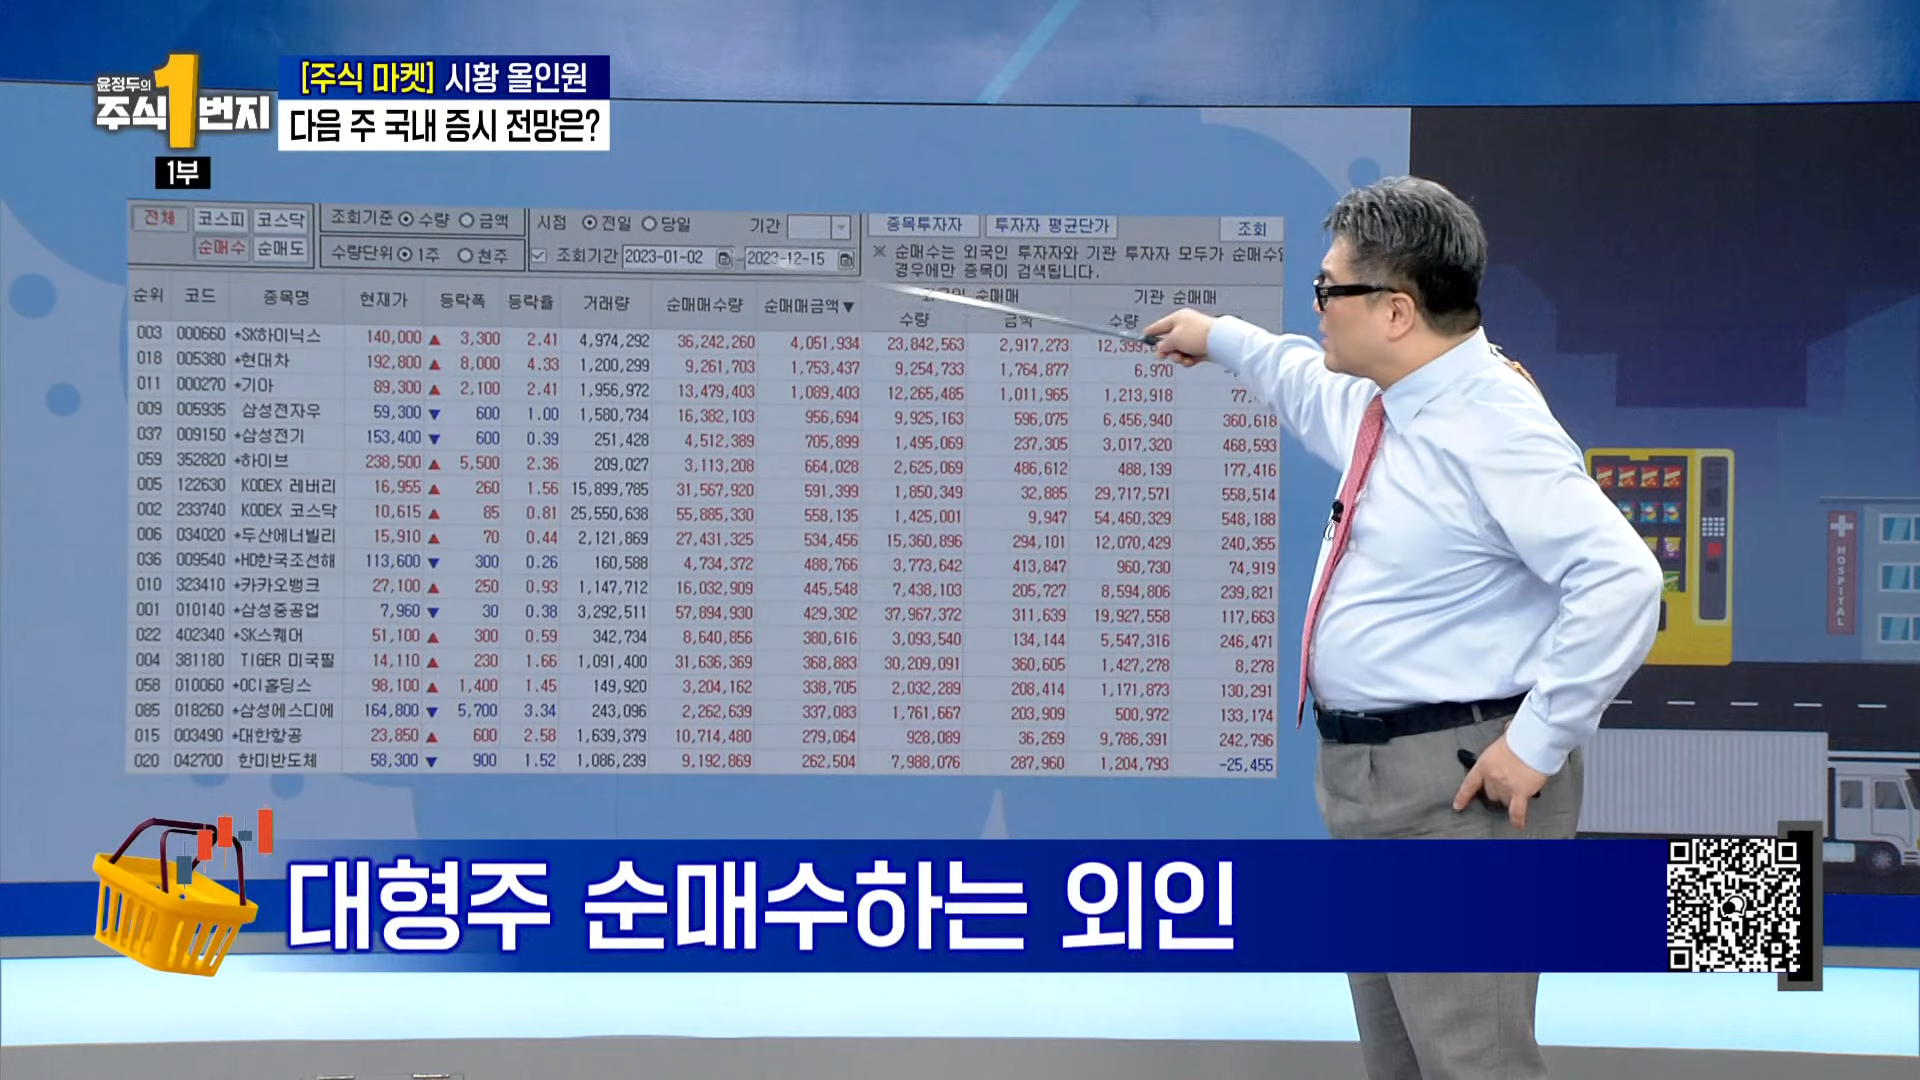 윤정두의
주식1번지
1부
[주식 마켓] 시황 올인원
다음 주 국내 증시 전망은?
전체 코스피 코스닥 조회기준 수량 금액 시점 전일 당일 기간 종목투자자 투자자 평균단가 조회
순매수 순매도 수량단위 1주 천주 조회기간 2023-01-02 - 2023-12-15
※ 순매수는 외국인 투자자와 기관 투자자 모두가 순매수일
경우에만 종목이 검색됩니다.
순위 코드 종목명 현재가 등락폭 등락율 거래량 순매매수량 순매매금액▼ 순매매 기관 순매매
수량 금액 수량
003 000660 *SK하이닉스 140,000 ▲ 3,300 2.41 4,974,292 36,242,260 4,051,934 23,842,563 2,917,273
018 005380 *현대차 192,800 ▲ 8,000 4.33 1,200,299 9,261,703 1,753,437 9,254,733 1,764,877 6,970
011 000270 *기아 89,300 ▲ 2,100 2.41 1,956,972 13,479,403 1,089,403 12,265,485 1,011,965 1,213,918
009 005935 삼성전자우 59,300 ▼ 600 1.00 1,580,734 16,382,103 956,694 9,925,163 596,075 6,456,940 360,618
037 009150 *삼성전기 153,400 ▼ 600 0.39 251,428 4,512,389 705,899 1,495,069 237,305 3,017,320 468,593
059 352820 *하이브 238,500 ▲ 5,500 2.36 209,027 3,113,208 664,028 2,625,069 486,612 488,139 177,416
005 122630 KODEX 레버리 16,955 ▲ 260 1.56 15,899,785 31,567,920 591,399 1,850,349 32,885 29,717,571 558,514
002 233740 KODEX 코스닥 10,615 ▲ 85 0.81 25,550,638 55,885,330 558,135 1,425,001 9,947 54,460,329 548,188
006 034020 *두산에너빌리 15,910 ▲ 70 0.44 2,121,869 27,431,325 534,456 15,360,896 294,101 12,070,429 240,355
036 009540 *HD한국조선해 113,600 ▼ 300 0.26 160,588 4,734,372 488,766 3,773,642 413,847 960,730 74,919
010 323410 *카카오뱅크 27,100 ▲ 250 0.93 1,147,712 16,032,909 445,548 7,438,103 205,727 8,594,806 239,821
001 010140 *삼성중공업 7,960 ▼ 30 0.38 3,292,511 57,894,930 429,302 37,967,372 311,639 19,927,558 117,663
022 402340 *SK스퀘어 51,100 ▲ 300 0.59 342,734 8,640,856 380,616 3,093,540 134,144 5,547,316 246,471
004 381180 TIGER 미국필 14,110 ▲ 230 1.66 1,091,400 31,636,369 368,883 30,209,091 360,605 1,427,278 8,278
058 010060 *OCI홀딩스 98,100 ▲ 1,400 1.45 149,920 3,204,162 338,705 2,032,289 208,414 1,171,873 130,291
085 018260 *삼성에스디에 164,800 ▼ 5,700 3.34 243,096 2,262,639 337,083 1,761,667 203,909 500,972 133,174
015 003490 *대한항공 23,850 ▲ 600 2.58 1,639,379 10,714,480 279,064 928,089 36,269 9,786,391 242,796
020 042700 한미반도체 58,300 ▼ 900 1.52 1,086,239 9,192,869 262,504 7,988,076 287,960 1,204,793 -25,455
HOSPITAL
대형주 순매수하는 외인